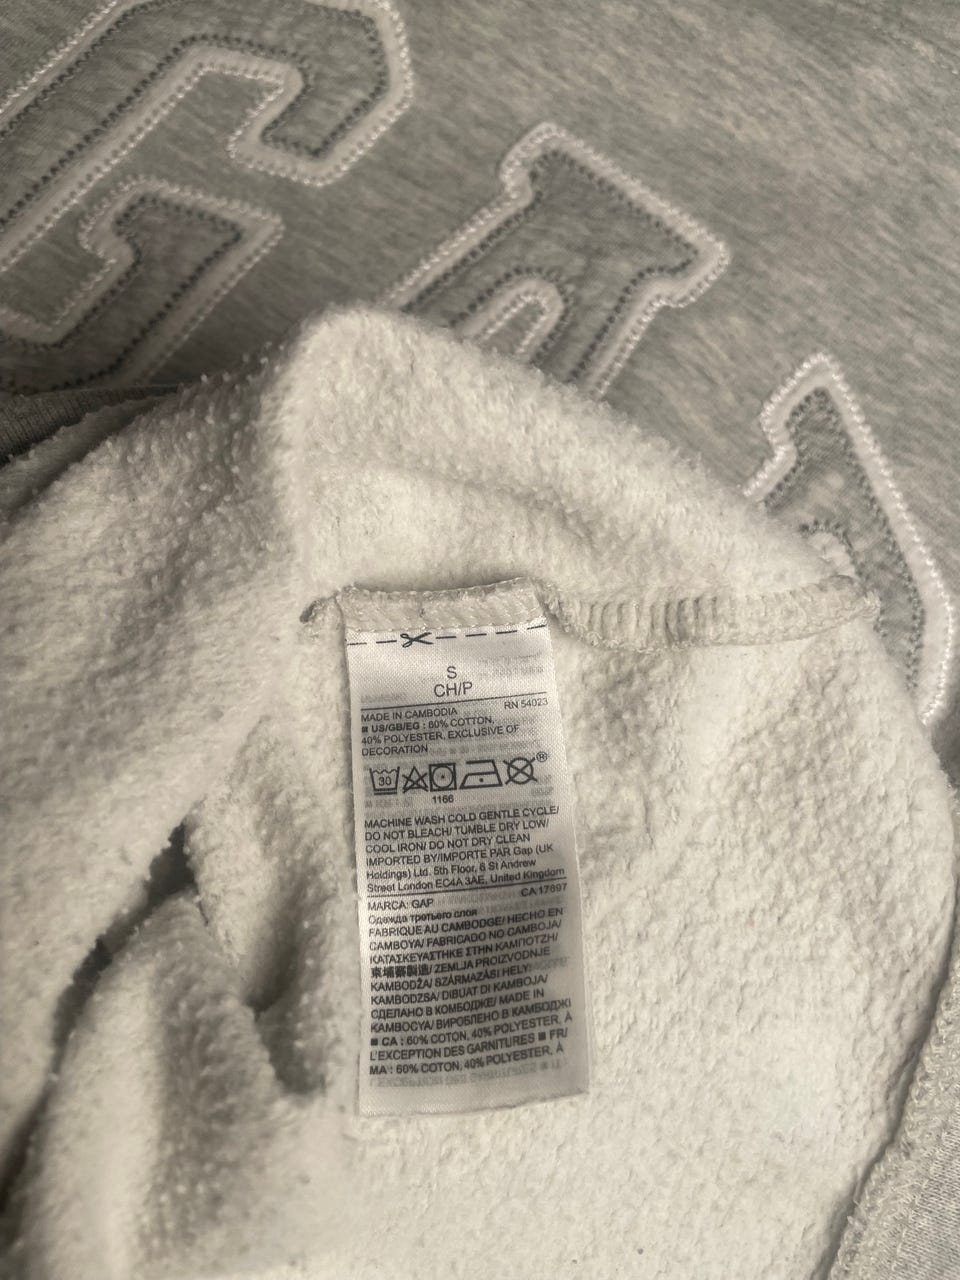 GAP
S
CH/P
MADE IN CAMBODIA RN 54023
■ US/GB/EG : 60% COTTON,
40% POLYESTER, EXCLUSIVE OF
DECORATION
30
®
1166
MACHINE WASH COLD GENTLE CYCLE/
DO NOT BLEACH/ TUMBLE DRY LOW/
COOL IRON/ DO NOT DRY CLEAN
IMPORTED BY/IMPORTE PAR Gap (UK
Holdings) Ltd. 5th Floor, 6 St Andrew
Street London EC4A 3AE, United Kingdom
CA 17897
MARCA: GAP
Одежда третьего слоя
FABRIQUE AU CAMBODGE/ HECHO EN
CAMBOYA/ FABRICADO NO CAMBOJA/
ΚΑΤΑΣΚΕΥΑΣΤΗΚΕ ΣΤΗΝ ΚΑΜΠΟΤΖΗ/
柬埔寨製造/ ZEMLJA PROIZVODNJE
KAMBODŽA/ SZÁRMAZÁSI HELY:
KAMBODZSA/ DIBUAT DI KAMBOJA/
СДЕЛАНО В КОМБОДЖЕ/ MADE IN
KAMBOCYA/ ВИРОБЛЕНО В КАМБОДЖІ
■ CA : 60% COTON, 40% POLYESTER, À
L'EXCEPTION DES GARNITURES ■ FR/
MA : 60% COTON, 40% POLYESTER, À